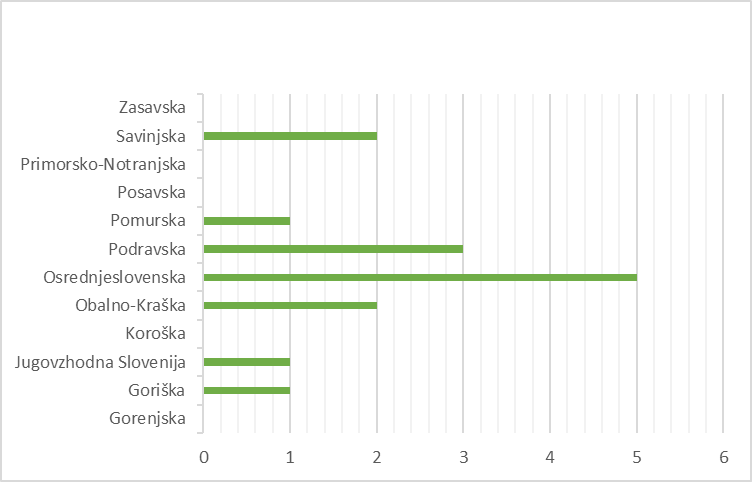 Zasavska
Savinjska
Primorsko-Notranjska
Posavska
Pomurska
Podravska
Osrednjeslovenska
Obalno-Kraška
Koroška
Jugovzhodna Slovenija
Goriška
Gorenjska
0 1 2 3 4 5 6